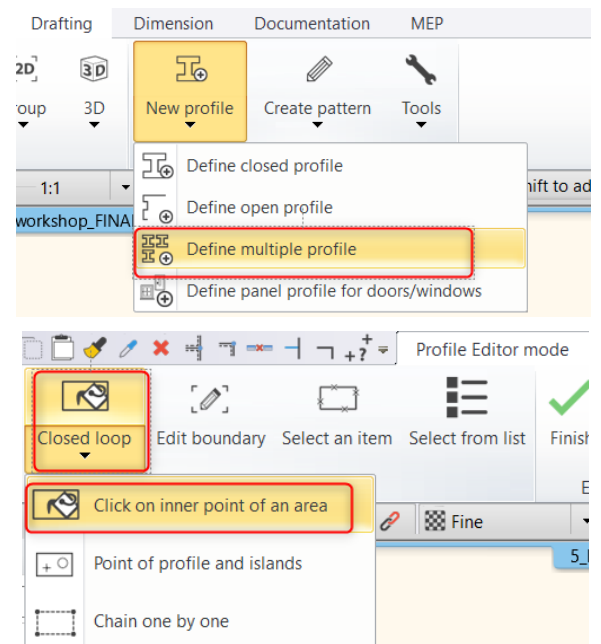 Drafting Dimension Documentation MEP
2D 3D
roup 3D New profile Create pattern Tools
Define closed profile
1:1 hift to ad
Define open profile
workshop_FINA
Define multiple profile
Define panel profile for doors/windows
Profile Editor mode
Closed loop Edit boundary Select an item Select from list Finish
E
Click on inner point of an area
Fine
Point of profile and islands
5_
Chain one by one